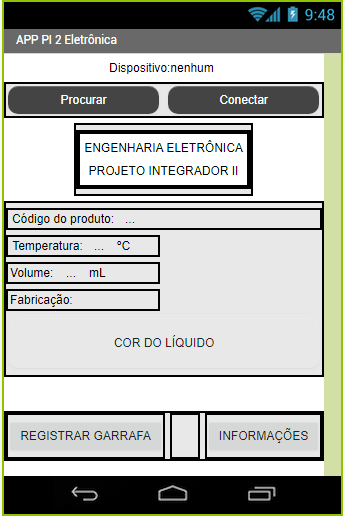 9:48
APP PI 2 Eletrônica
Dispositivo:nenhum
Procurar Conectar
ENGENHARIA ELETRÔNICA
PROJETO INTEGRADOR II
Código do produto: ...
Temperatura: ... ºC
Volume: ... mL
Fabricação:
COR DO LÍQUIDO
REGISTRAR GARRAFA INFORMAÇÕES